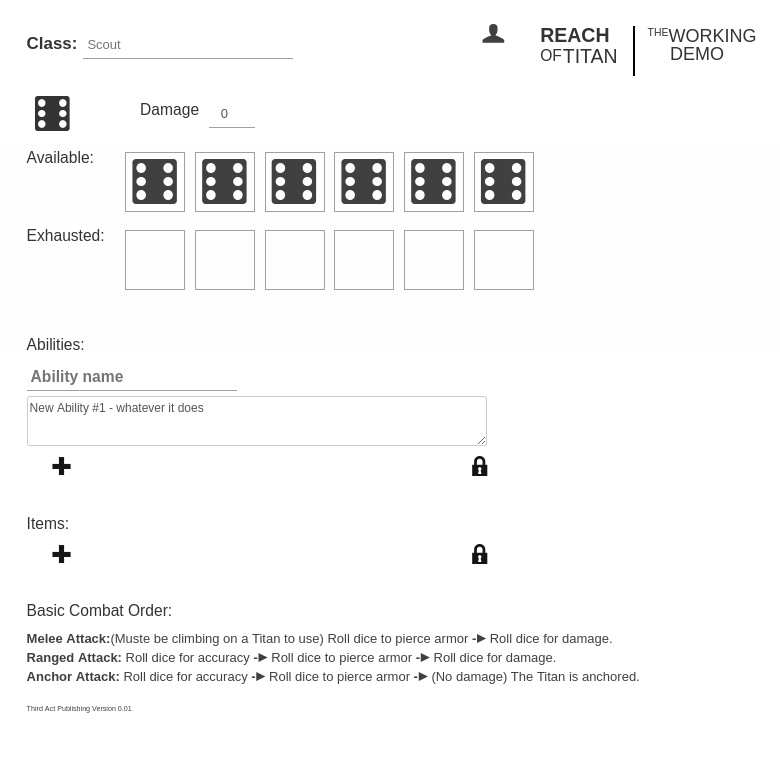 Class: Scout
REACH
OF TITAN
THE WORKING
DEMO
Damage 0
Available:
Exhausted:
Abilities:
Ability name
New Ability #1 - whatever it does
Items:
Basic Combat Order:
Melee Attack:(Muste be climbing on a Titan to use) Roll dice to pierce armor -► Roll dice for damage.
Ranged Attack: Roll dice for accuracy -► Roll dice to pierce armor -► Roll dice for damage.
Anchor Attack: Roll dice for accuracy -► Roll dice to pierce armor -► (No damage) The Titan is anchored.
Third Act Publishing Version 0.01